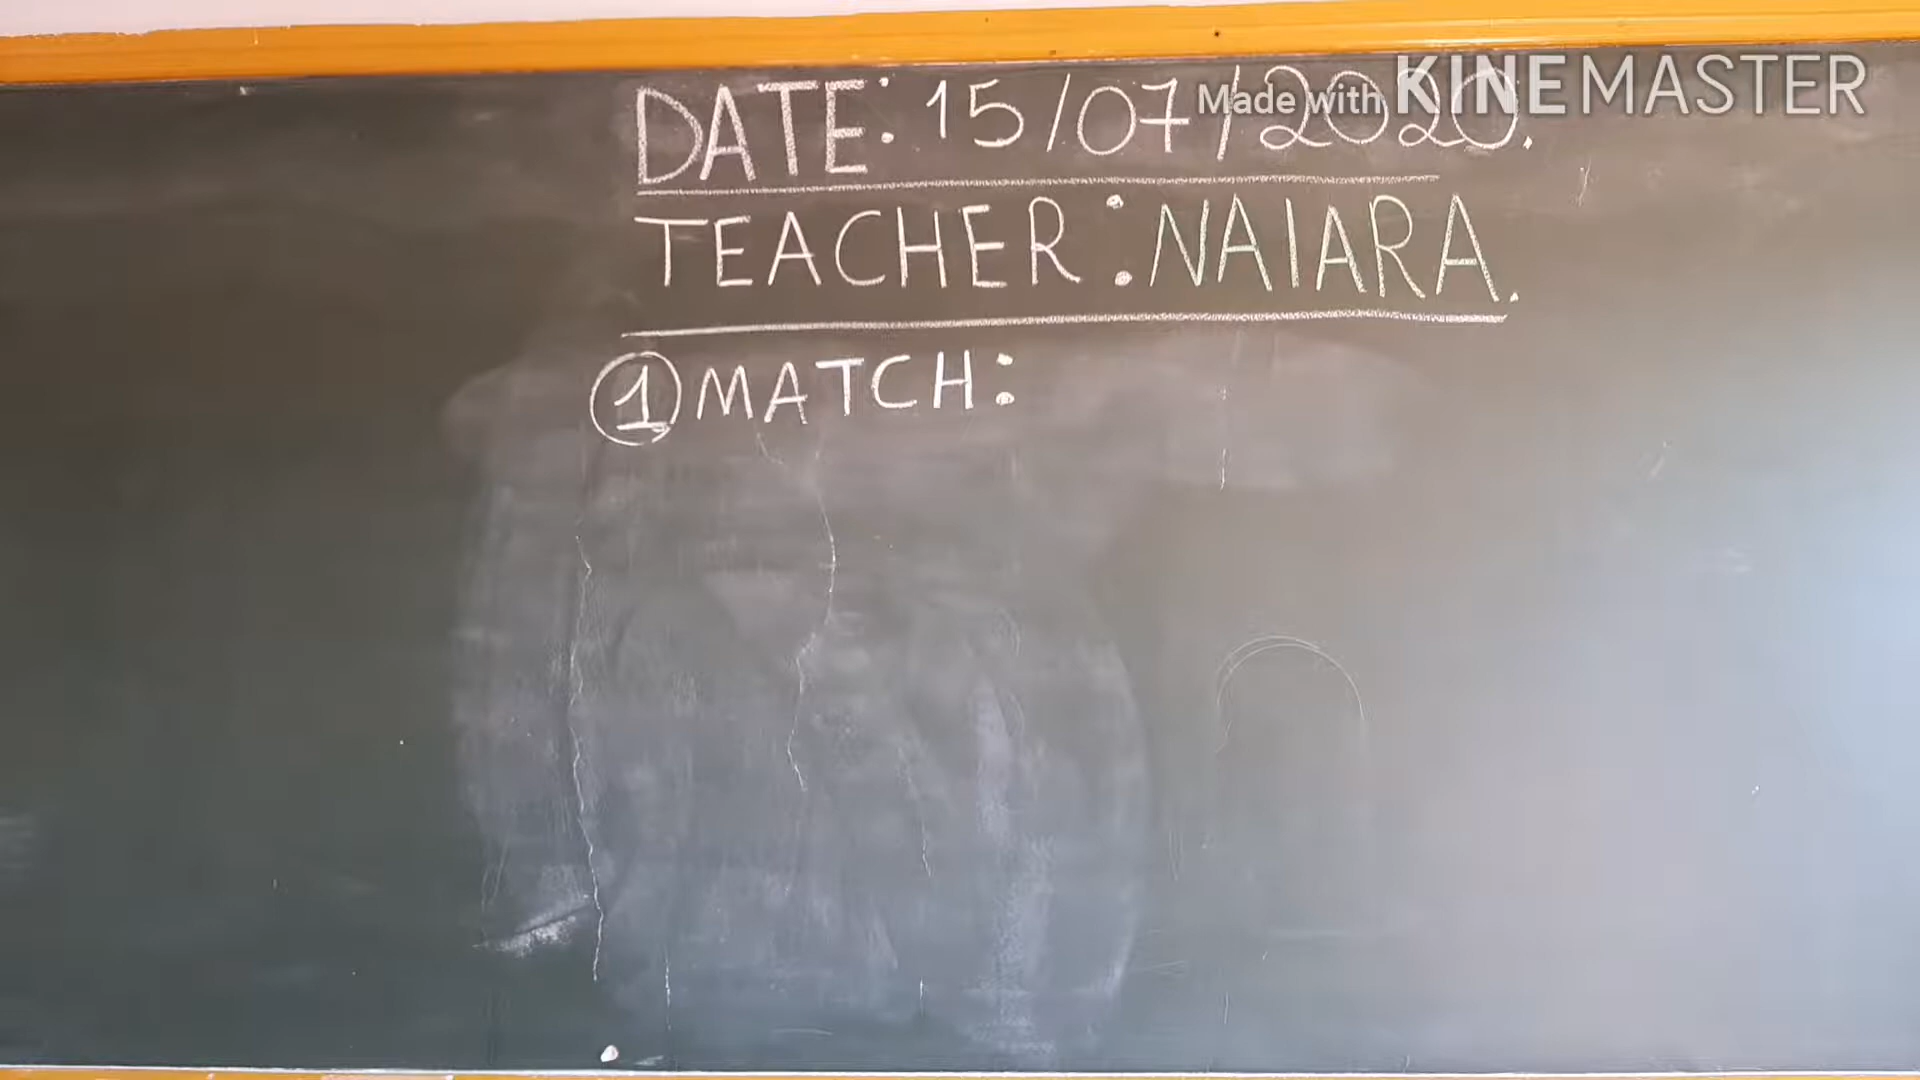 DATE: 15/07/2020.
Made with KINEMASTER
TEACHER: NAIARA.
1 MATCH: